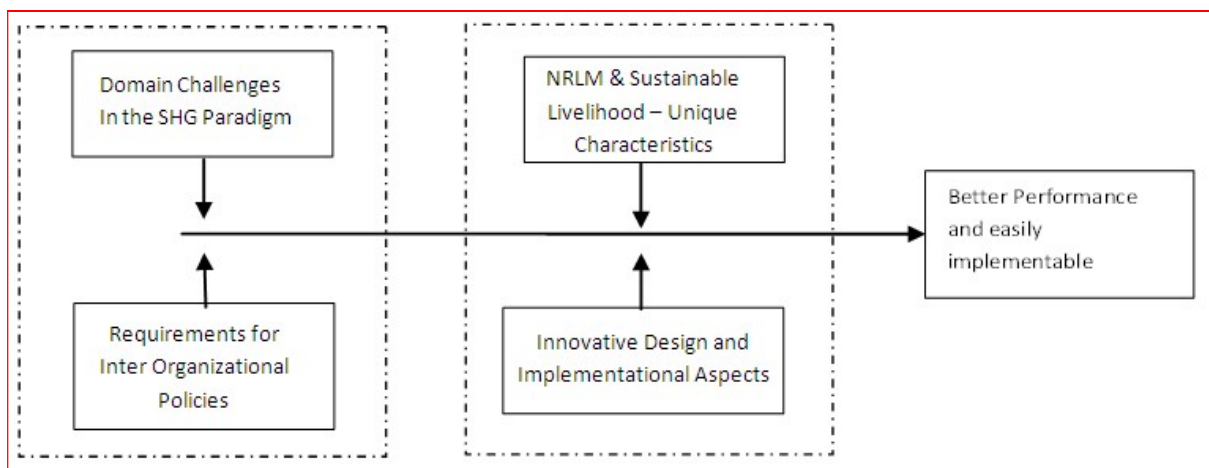 Domain Challenges
In the SHG Paradigm
Requirements for
Inter Organizational
Policies
NRLM & Sustainable
Livelihood – Unique
Characteristics
Innovative Design and
Implementational Aspects
Better Performance
and easily
implementable